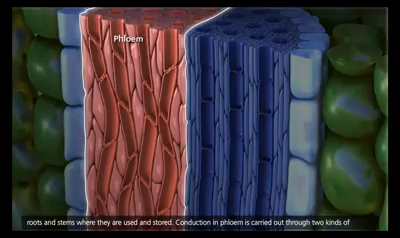 Phloem
roots and stems where they are used and stored. Conduction in phloem is carried out through two kinds of